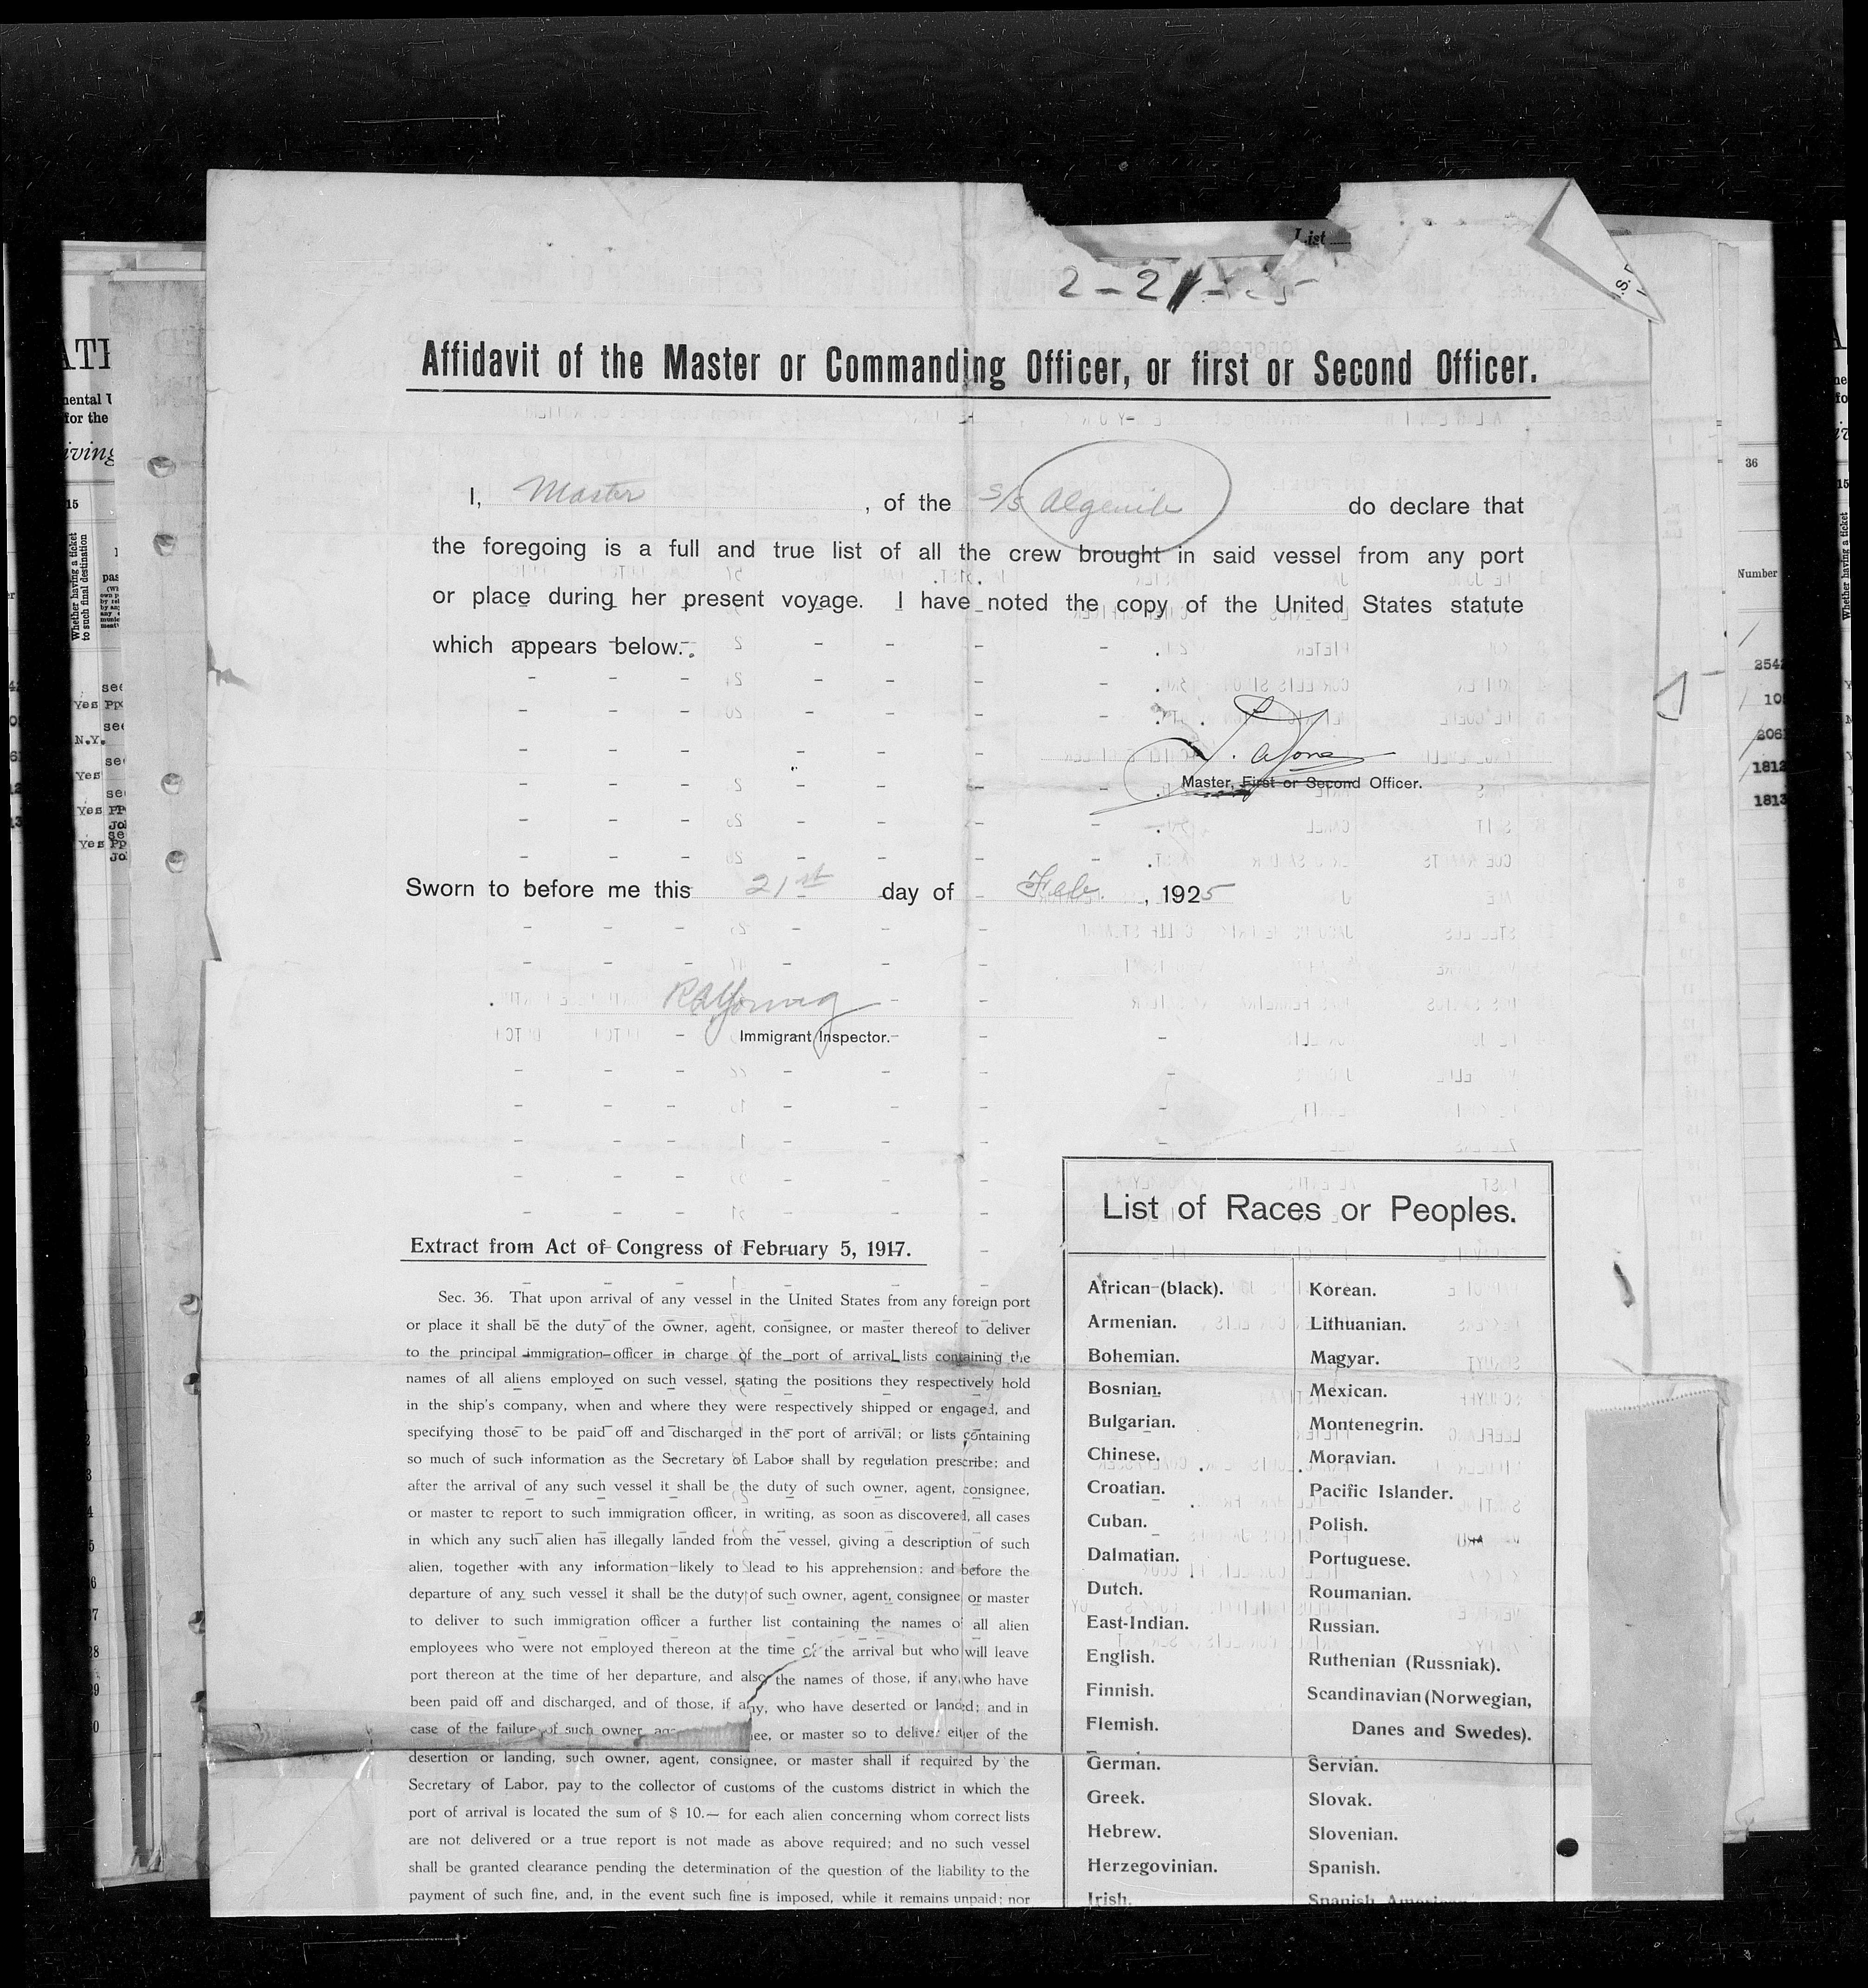 List
2-21-25
Affidavit of the Master or Commanding Officer, or first or Second Officer.
I, Master , of the S/S Algenib do declare that
the foregoing is a full and true list of all the crew brought in said vessel from any port
or place during her present voyage. I have noted the copy of the United States statute
which appears below.
Master, First or Second Officer.
Sworn to before me this 21st day of Feb. , 1925
R A Young
Immigrant Inspector.
Extract from Act of Congress of February 5, 1917.
Sec. 36. That upon arrival of any vessel in the United States from any foreign port
or place it shall be the duty of the owner, agent, consignee, or master thereof to deliver
to the principal immigration officer in charge of the port of arrival lists containing the
names of all aliens employed on such vessel, stating the positions they respectively hold
in the ship's company, when and where they were respectively shipped or engaged, and
specifying those to be paid off and discharged in the port of arrival; or lists containing
so much of such information as the Secretary of Labor shall by regulation prescribe; and
after the arrival of any such vessel it shall be the duty of such owner, agent, consignee,
or master to report to such immigration officer, in writing, as soon as discovered, all cases
in which any such alien has illegally landed from the vessel, giving a description of such
alien, together with any information likely to lead to his apprehension; and before the
departure of any such vessel it shall be the duty of such owner, agent, consignee or master
to deliver to such immigration officer a further list containing the names of all alien
employees who were not employed thereon at the time of the arrival but who will leave
port thereon at the time of her departure, and also the names of those, if any, who have
been paid off and discharged, and of those, if any, who have deserted or landed; and in
case of the failure of such owner, or master so to deliver either of the
desertion or landing, such owner, agent, consignee, or master shall if required by the
Secretary of Labor, pay to the collector of customs of the customs district in which the
port of arrival is located the sum of $ 10.— for each alien concerning whom correct lists
are not delivered or a true report is not made as above required; and no such vessel
shall be granted clearance pending the determination of the question of the liability to the
payment of such fine, and, in the event such fine is imposed, while it remains unpaid; nor
List of Races or Peoples.
African (black).
Armenian.
Bohemian.
Bosnian.
Bulgarian.
Chinese.
Croatian.
Cuban.
Dalmatian.
Dutch.
East-Indian.
English.
Finnish.
Flemish.
German.
Greek.
Hebrew.
Herzegovinian.
Irish.
Korean.
Lithuanian.
Magyar.
Mexican.
Montenegrin.
Moravian.
Pacific Islander.
Polish.
Portuguese.
Roumanian.
Russian.
Ruthenian (Russniak).
Scandinavian (Norwegian,
Danes and Swedes).
Servian.
Slovak.
Slovenian.
Spanish.
36
Number
2542
1812
1813